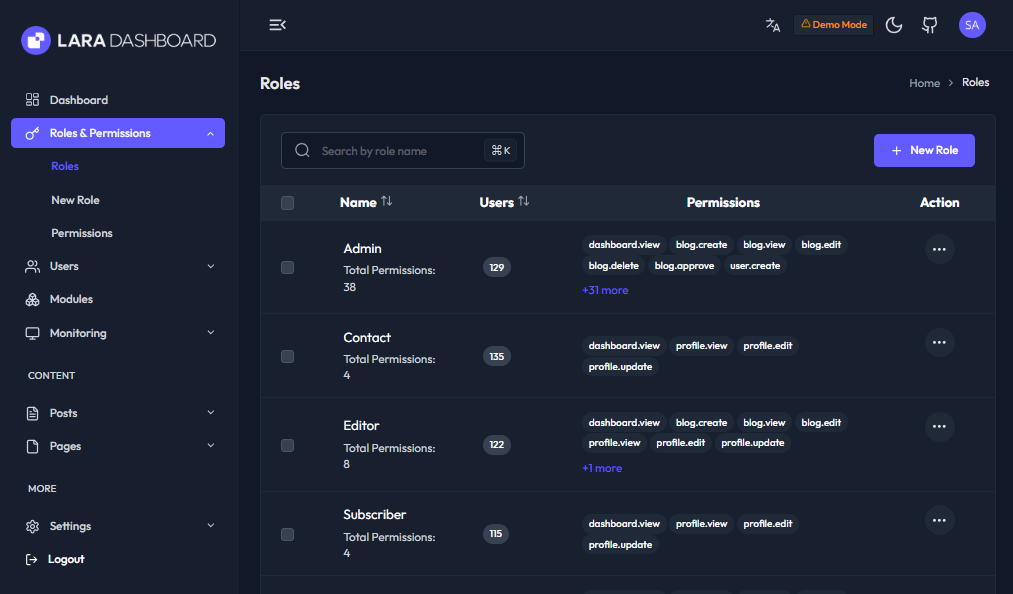 LARA DASHBOARD
Demo Mode
SA
Dashboard
Roles & Permissions
Roles
New Role
Permissions
Users
Modules
Monitoring
CONTENT
Posts
Pages
MORE
Settings
Logout
Roles
Home > Roles
Search by role name
⌘K
+ New Role
Name Users Permissions Action
Admin
Total Permissions:
38
129
dashboard.view blog.create blog.view blog.edit
blog.delete blog.approve user.create
+31 more
Contact
Total Permissions:
4
135
dashboard.view profile.view profile.edit
profile.update
Editor
Total Permissions:
8
122
dashboard.view blog.create blog.view blog.edit
profile.view profile.edit profile.update
+1 more
Subscriber
Total Permissions:
4
115
dashboard.view profile.view profile.edit
profile.update